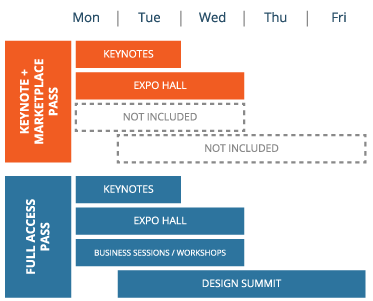 Mon | Tue | Wed | Thu | Fri
KEYNOTE +
MARKETPLACE
PASS
KEYNOTES
EXPO HALL
NOT INCLUDED
NOT INCLUDED
FULL ACCESS
PASS
KEYNOTES
EXPO HALL
BUSINESS SESSIONS / WORKSHOPS
DESIGN SUMMIT